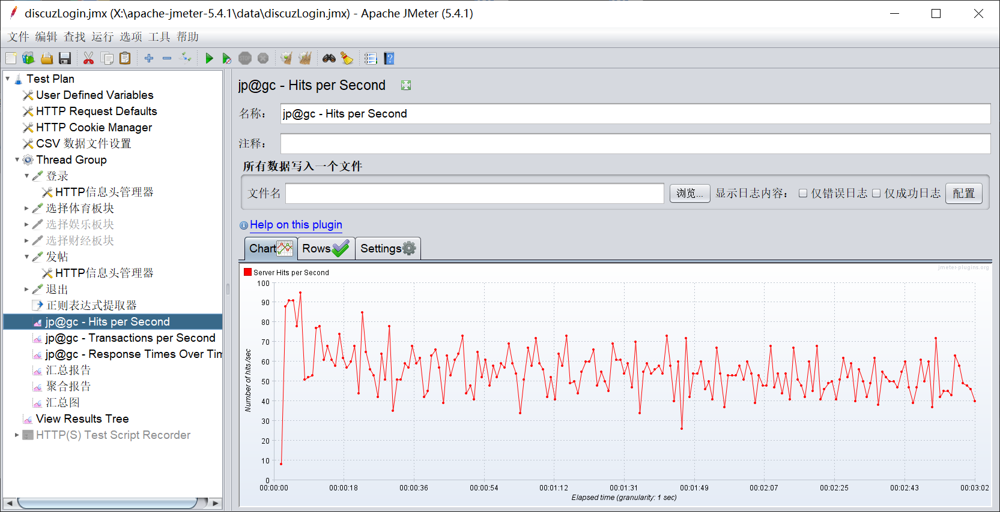 discuzLogin.jmx (X:\apache-jmeter-5.4.1\data\discuzLogin.jmx) - Apache JMeter (5.4.1)
文件 编辑 查找 运行 选项 工具 帮助
STOP
Test Plan
User Defined Variables
HTTP Request Defaults
HTTP Cookie Manager
CSV 数据文件设置
Thread Group
登录
HTTP信息头管理器
选择体育板块
选择娱乐板块
选择财经板块
发帖
HTTP信息头管理器
退出
正则表达式提取器
jp@gc - Hits per Second
jp@gc - Transactions per Second
jp@gc - Response Times Over Tim
汇总报告
聚合报告
汇总图
View Results Tree
HTTP(S) Test Script Recorder
jp@gc - Hits per Second
名称： jp@gc - Hits per Second
注释：
所有数据写入一个文件
文件名 浏览... 显示日志内容： 仅错误日志 仅成功日志 配置
Help on this plugin
Chart Rows Settings
jmeter-plugins.org
Server Hits per Second
100
90
80
70
60
50
40
30
20
10
0
Number of hits /sec
00:00:00 00:00:18 00:00:36 00:00:54 00:01:12 00:01:31 00:01:49 00:02:07 00:02:25 00:02:43 00:03:02
Elapsed time (granularity: 1 sec)